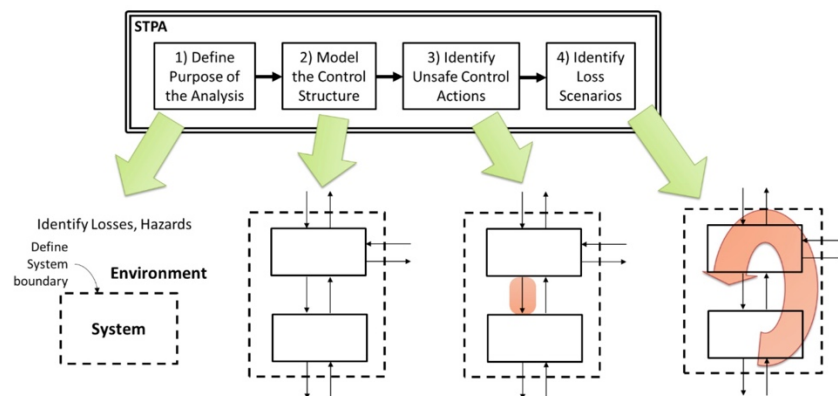 STPA
1) Define
Purpose of
the Analysis
2) Model
the Control
Structure
3) Identify
Unsafe Control
Actions
4) Identify
Loss
Scenarios
Identify Losses, Hazards
Define
System
boundary
Environment
System